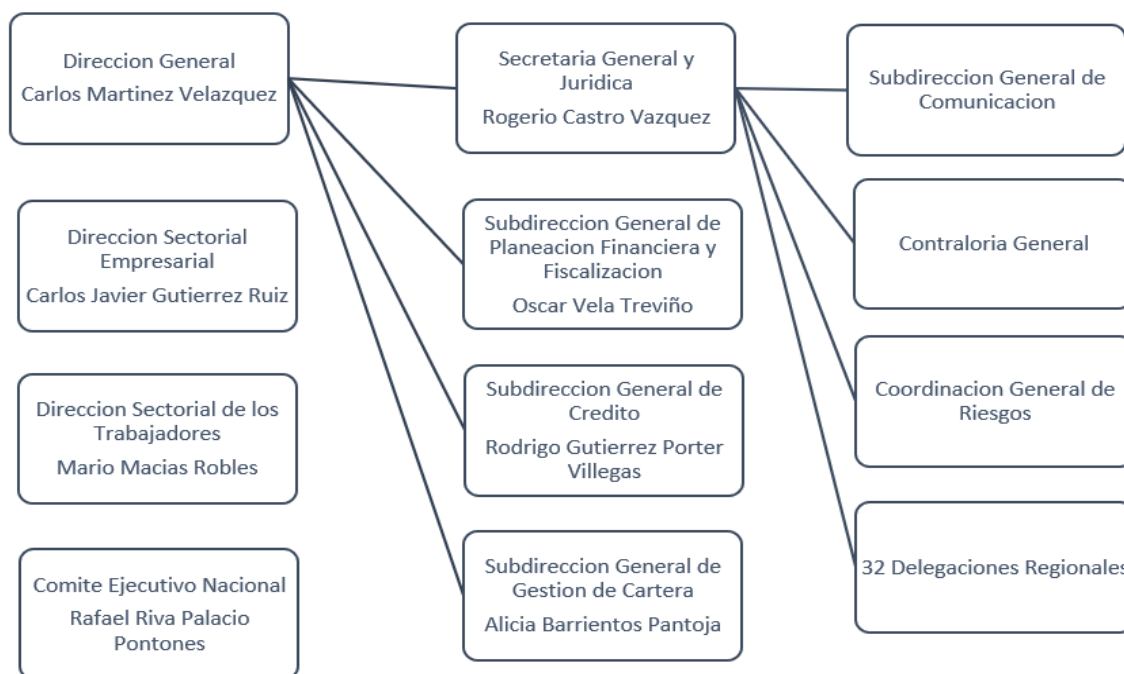 Direccion General
Carlos Martinez Velazquez
Direccion Sectorial
Empresarial
Carlos Javier Gutierrez Ruiz
Direccion Sectorial de los
Trabajadores
Mario Macias Robles
Comite Ejecutivo Nacional
Rafael Riva Palacio
Pontones
Secretaria General y
Juridica
Rogerio Castro Vazquez
Subdireccion General de
Planeacion Financiera y
Fiscalizacion
Oscar Vela Treviño
Subdireccion General de
Credito
Rodrigo Gutierrez Porter
Villegas
Subdireccion General de
Gestion de Cartera
Alicia Barrientos Pantoja
Subdireccion General de
Comunicacion
Contraloria General
Coordinacion General de
Riesgos
32 Delegaciones Regionales